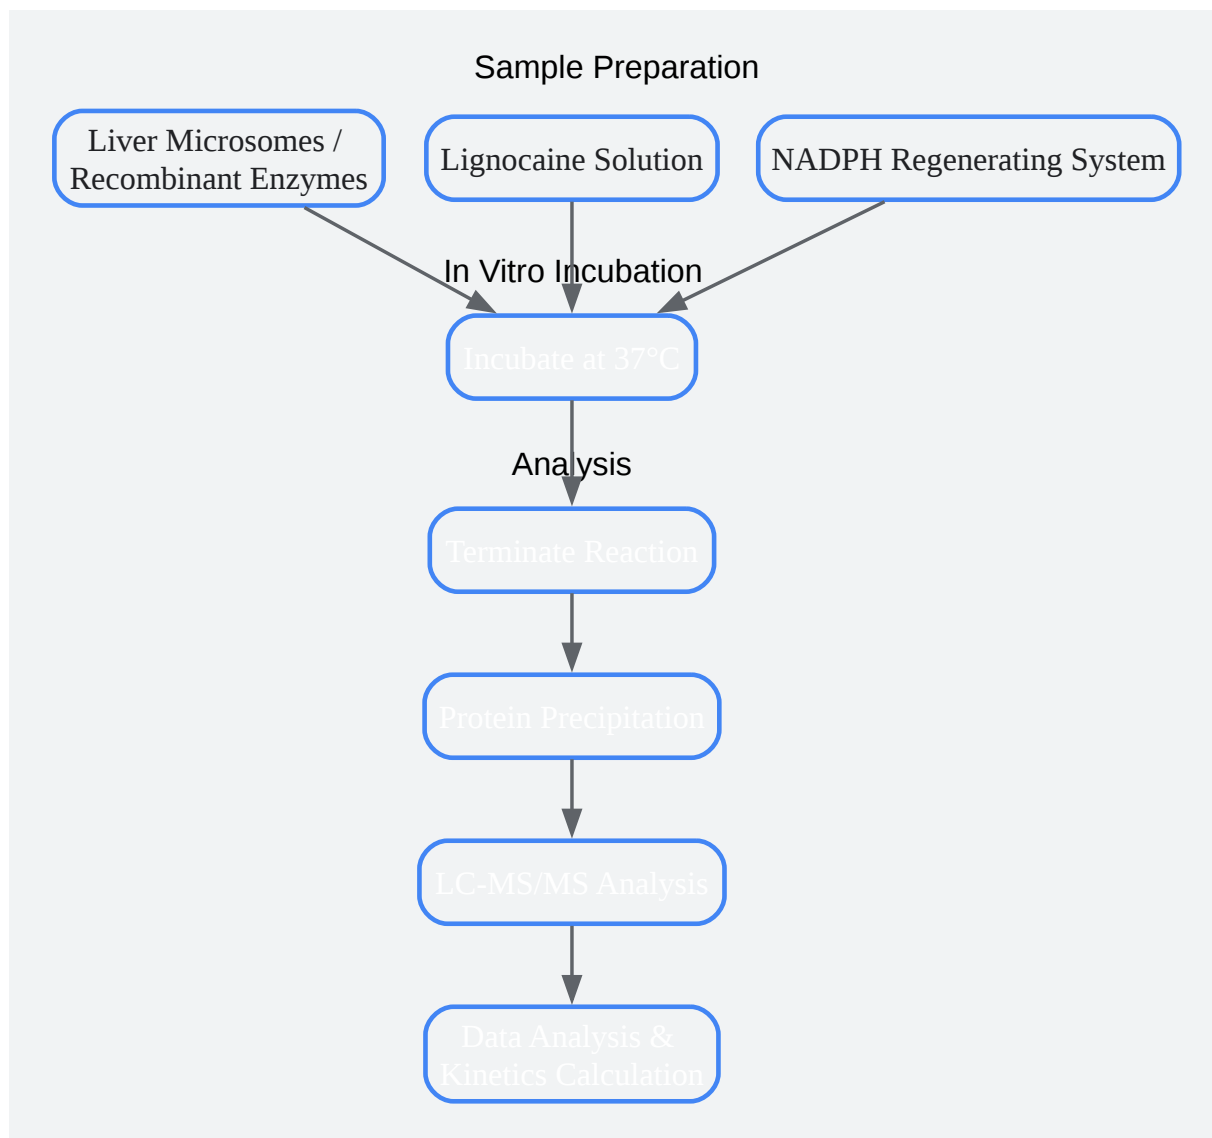 Sample Preparation
Liver Microsomes /
Recombinant Enzymes
Lignocaine Solution
NADPH Regenerating System
In Vitro Incubation
Incubate at 37°C
Analysis
Terminate Reaction
Protein Precipitation
LC-MS/MS Analysis
Data Analysis &
Kinetics Calculation